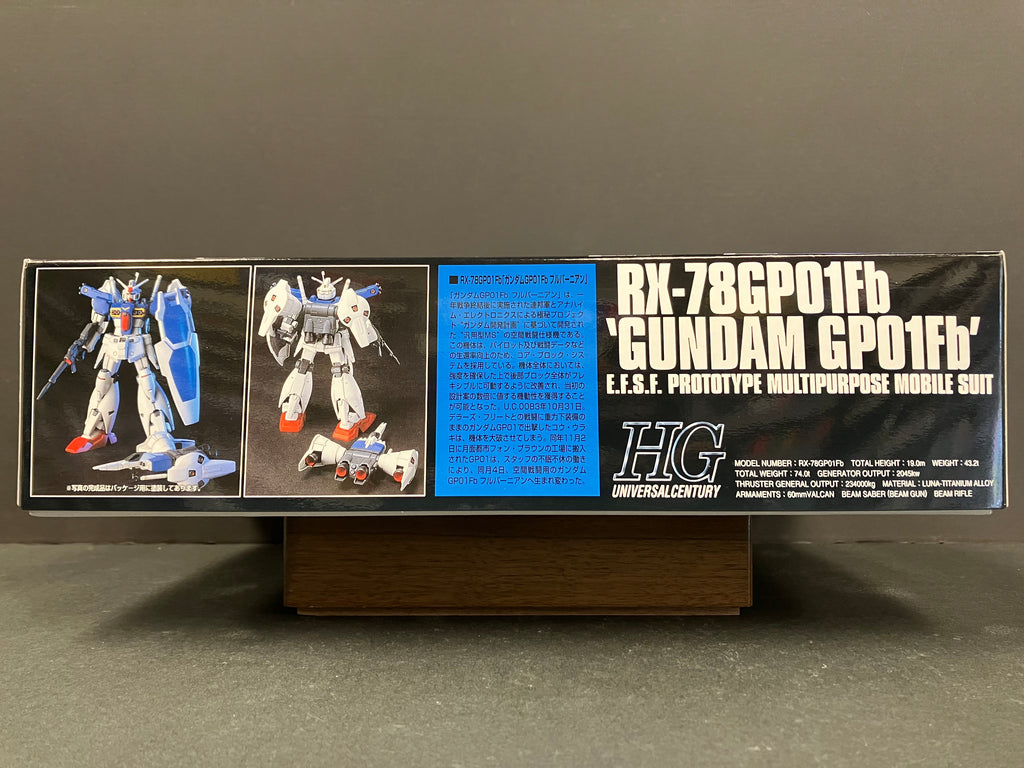 ※写真の完成品はパッケージ用に塗装してあります。
■ RX-78GP01Fb「ガンダムGP01Fb フルバーニアン」
「ガンダムGP01Fb フルバーニアン」は、一
年戦争終結後に実施された連邦軍とアナハイ
ム・エレクトロニクスによる極秘プロジェク
ト“ガンダム開発計画”に基づいて開発され
た“汎用型MS”の空間戦闘仕様機である。
この機体は、パイロット及び戦闘データなど
の生還率向上のため、コア・ブロック・シス
テムを採用している。機体全体においては、
強度を確保した上で後部ブロック全体がフレ
キシブルに可動するように改善され、当初の
設計案の数倍に値する機動性を獲得すること
が可能となった。U.C.0083年10月31日、
デラーズ・フリートとの戦闘に重力下装備の
ままのガンダムGP01で出撃したコウ・ウラ
キは、機体を大破させてしまう。同年11月2
日に月面都市フォン・ブラウンの工場に搬入
されたGP01は、スタッフの不眠不休の働き
により、同月4日、空間戦闘用のガンダム
GP01Fb フルバーニアンへ生まれ変わった。
RX-78GP01Fb
'GUNDAM GP01Fb'
E.F.S.F. PROTOTYPE MULTIPURPOSE MOBILE SUIT
HG
UNIVERSAL CENTURY
MODEL NUMBER : RX-78GP01Fb TOTAL HEIGHT : 19.0m WEIGHT : 43.2t
TOTAL WEIGHT : 74.0t GENERATOR OUTPUT : 2045kw
THRUSTER GENERAL OUTPUT : 234000kg MATERIAL : LUNA-TITANIUM ALLOY
ARMAMENTS : 60mmVALCAN BEAM SABER (BEAM GUN) BEAM RIFLE